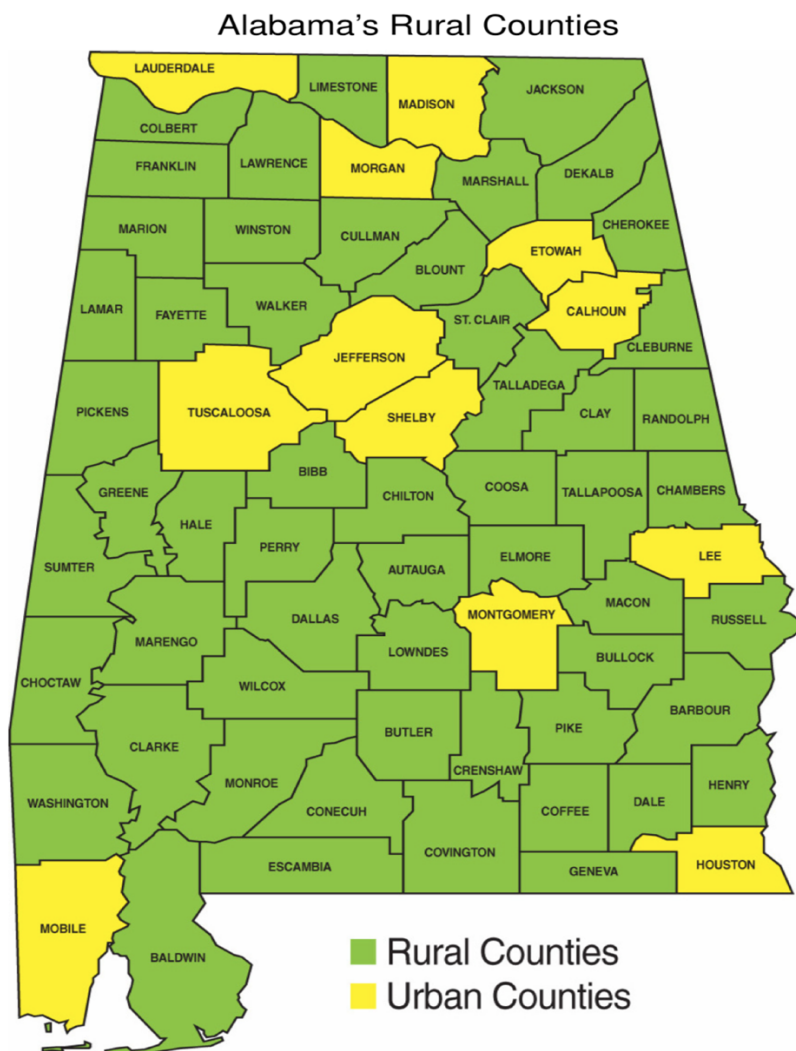 Alabama's Rural Counties
LAUDERDALE
LIMESTONE
MADISON
JACKSON
COLBERT
FRANKLIN
LAWRENCE
MORGAN
MARSHALL
DEKALB
CHEROKEE
MARION
WINSTON
CULLMAN
BLOUNT
ETOWAH
LAMAR
FAYETTE
WALKER
ST. CLAIR
CALHOUN
CLEBURNE
JEFFERSON
PICKENS
TUSCALOOSA
SHELBY
TALLADEGA
CLAY
RANDOLPH
GREENE
HALE
BIBB
CHILTON
COOSA
TALLAPOOSA
CHAMBERS
SUMTER
PERRY
AUTAUGA
ELMORE
LEE
MARENGO
DALLAS
LOWNDES
MONTGOMERY
MACON
RUSSELL
CHOCTAW
WILCOX
BULLOCK
CLARKE
BUTLER
CRENSHAW
PIKE
BARBOUR
WASHINGTON
MONROE
CONECUH
COFFEE
DALE
HENRY
ESCAMBIA
COVINGTON
GENEVA
HOUSTON
MOBILE
BALDWIN
Rural Counties
Urban Counties